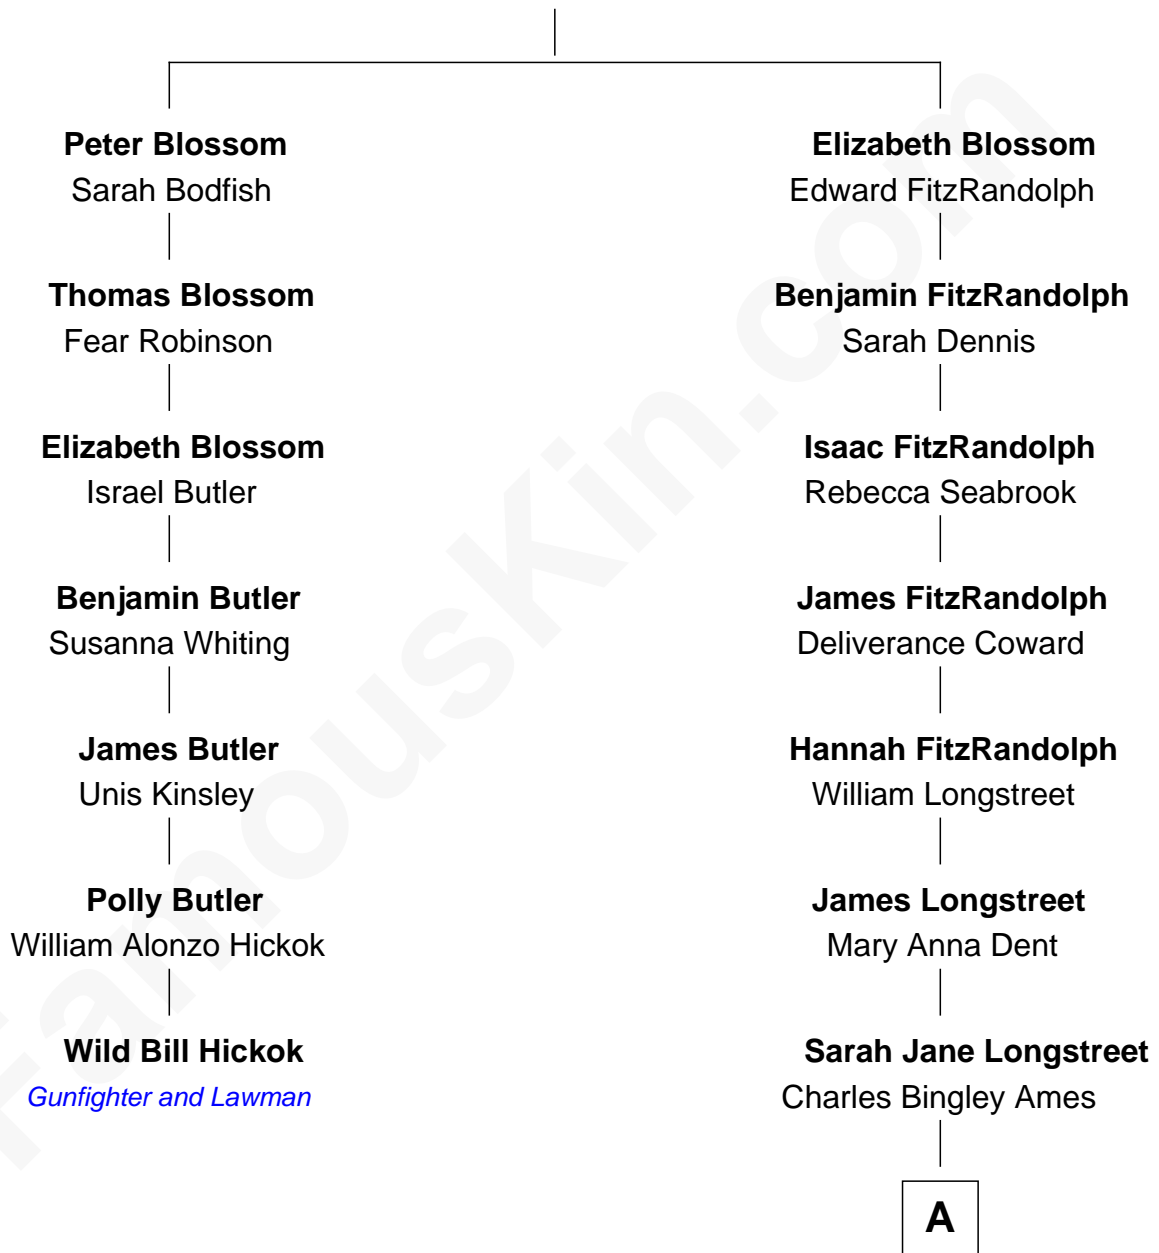 Peter Blossom
Sarah Bodfish
Thomas Blossom
Fear Robinson
Elizabeth Blossom
Israel Butler
Benjamin Butler
Susanna Whiting
James Butler
Unis Kinsley
Polly Butler
William Alonzo Hickok
Wild Bill Hickok
Gunfighter and Lawman
Elizabeth Blossom
Edward FitzRandolph
Benjamin FitzRandolph
Sarah Dennis
Isaac FitzRandolph
Rebecca Seabrook
James FitzRandolph
Deliverance Coward
Hannah FitzRandolph
William Longstreet
James Longstreet
Mary Anna Dent
Sarah Jane Longstreet
Charles Bingley Ames
A
FamousKin.com